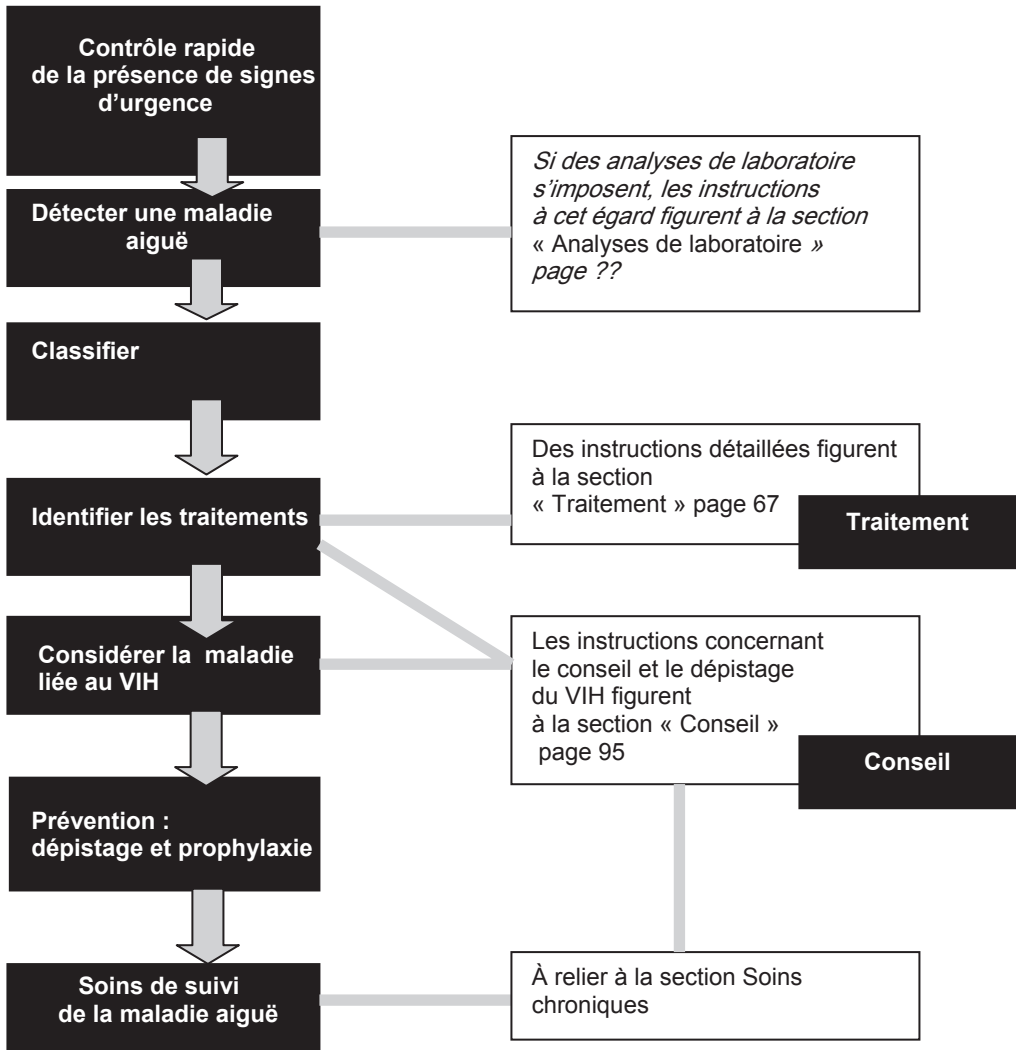 Contrôle rapide
de la présence de signes
d'urgence
Détecter une maladie
aiguë
Si des analyses de laboratoire
s'imposent, les instructions
à cet égard figurent à la section
« Analyses de laboratoire »
page ??
Classifier
Identifier les traitements
Des instructions détaillées figurent
à la section
« Traitement » page 67
Traitement
Considérer la maladie
liée au VIH
Les instructions concernant
le conseil et le dépistage
du VIH figurent
à la section « Conseil »
page 95
Conseil
Prévention :
dépistage et prophylaxie
Soins de suivi
de la maladie aiguë
À relier à la section Soins
chroniques